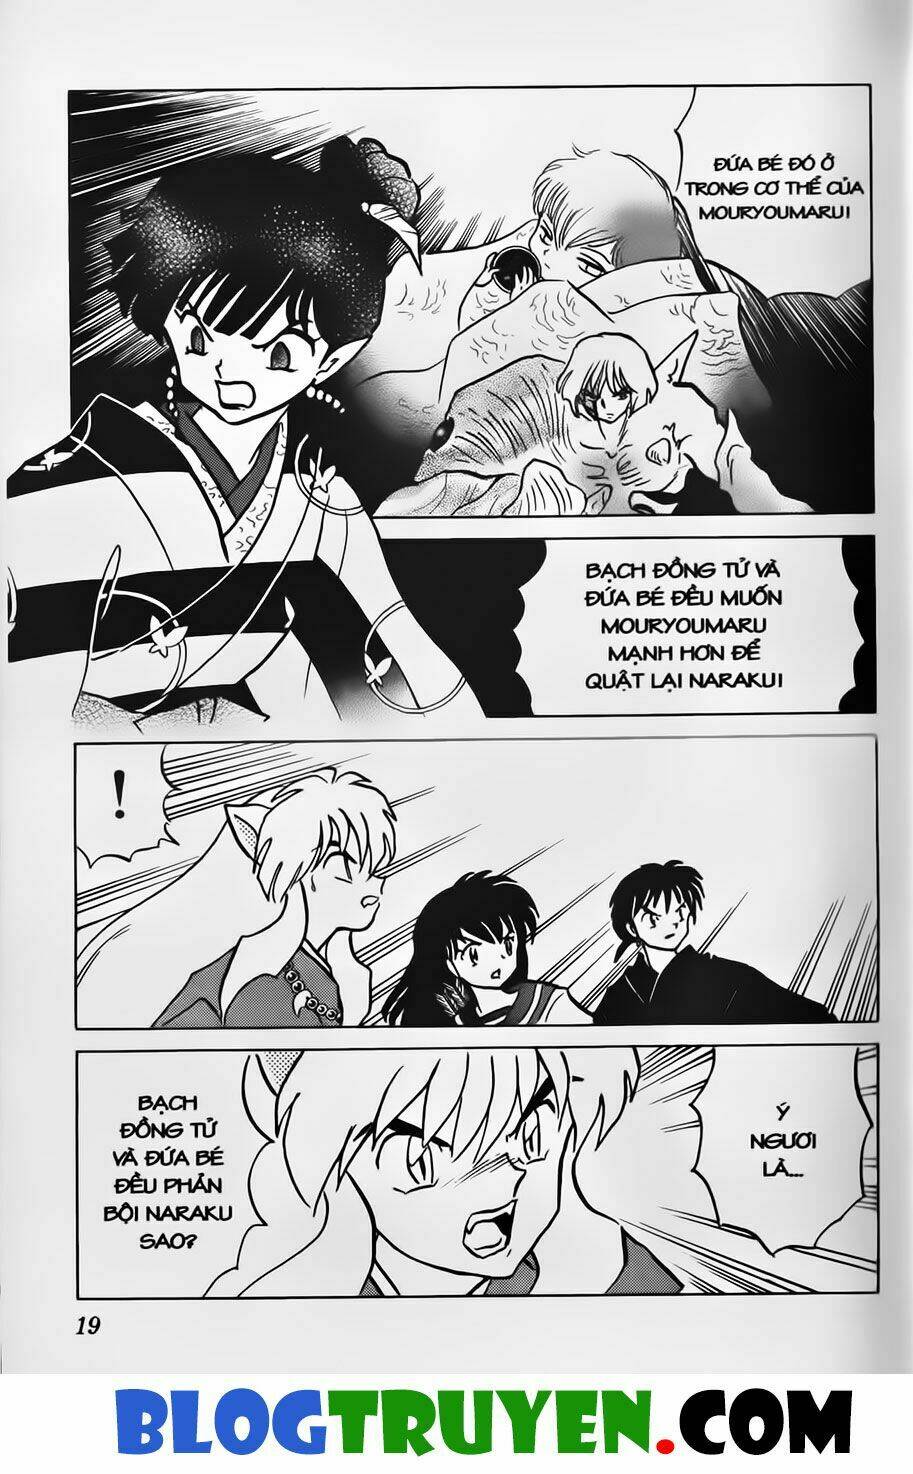 ĐỨA BÉ ĐÓ Ở
TRONG CƠ THỂ CỦA
MOURYOUMARU!
BẠCH ĐỒNG TỬ VÀ
ĐỨA BÉ ĐỀU MUỐN
MOURYOUMARU
MẠNH HƠN ĐỂ
QUẬT LẠI NARAKU!
!
Ý
NGƯƠI
LÀ...
BẠCH
ĐỒNG TỬ
VÀ ĐỨA BÉ
ĐỀU PHẢN
BỘI NARAKU
SAO?
19
BLOGTRUYEN.COM